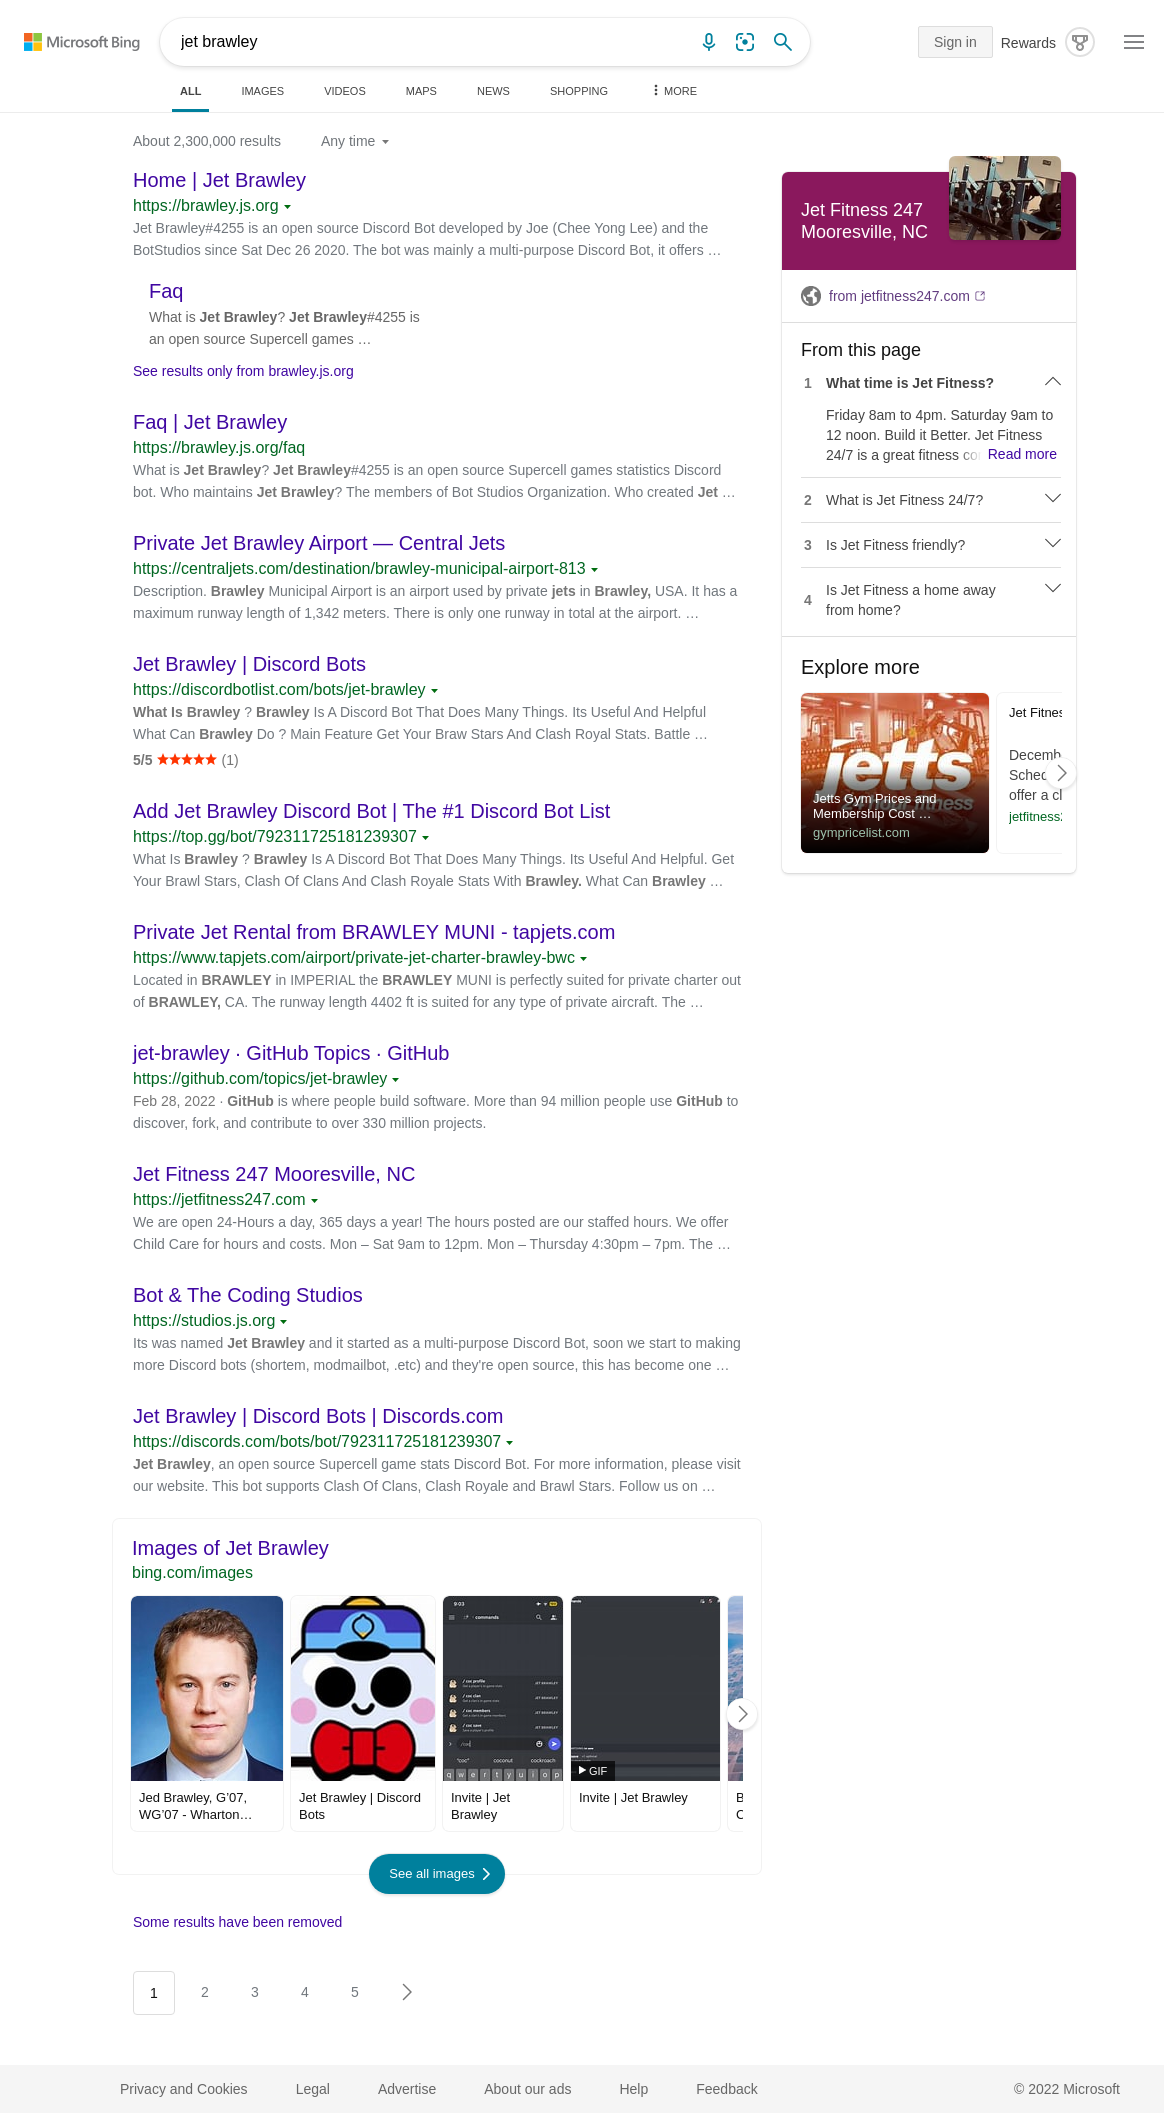 Microsoft Bing
jet brawley
Sign in
Rewards
ALL
IMAGES
VIDEOS
MAPS
NEWS
SHOPPING
MORE
About 2,300,000 results
Any time
Home | Jet Brawley
https://brawley.js.org
Jet Brawley#4255 is an open source Discord Bot developed by Joe (Chee Yong Lee) and the
BotStudios since Sat Dec 26 2020. The bot was mainly a multi-purpose Discord Bot, it offers …
Faq
What is Jet Brawley? Jet Brawley#4255 is
an open source Supercell games …
See results only from brawley.js.org
Faq | Jet Brawley
https://brawley.js.org/faq
What is Jet Brawley? Jet Brawley#4255 is an open source Supercell games statistics Discord
bot. Who maintains Jet Brawley? The members of Bot Studios Organization. Who created Jet …
Private Jet Brawley Airport — Central Jets
https://centraljets.com/destination/brawley-municipal-airport-813
Description. Brawley Municipal Airport is an airport used by private jets in Brawley, USA. It has a
maximum runway length of 1,342 meters. There is only one runway in total at the airport. …
Jet Brawley | Discord Bots
https://discordbotlist.com/bots/jet-brawley
What Is Brawley ? Brawley Is A Discord Bot That Does Many Things. Its Useful And Helpful
What Can Brawley Do ? Main Feature Get Your Braw Stars And Clash Royal Stats. Battle …
5/5 ★★★★★ (1)
Add Jet Brawley Discord Bot | The #1 Discord Bot List
https://top.gg/bot/792311725181239307
What Is Brawley ? Brawley Is A Discord Bot That Does Many Things. Its Useful And Helpful. Get
Your Brawl Stars, Clash Of Clans And Clash Royale Stats With Brawley. What Can Brawley …
Private Jet Rental from BRAWLEY MUNI - tapjets.com
https://www.tapjets.com/airport/private-jet-charter-brawley-bwc
Located in BRAWLEY in IMPERIAL the BRAWLEY MUNI is perfectly suited for private charter out
of BRAWLEY, CA. The runway length 4402 ft is suited for any type of private aircraft. The …
jet-brawley · GitHub Topics · GitHub
https://github.com/topics/jet-brawley
Feb 28, 2022 · GitHub is where people build software. More than 94 million people use GitHub to
discover, fork, and contribute to over 330 million projects.
Jet Fitness 247 Mooresville, NC
https://jetfitness247.com
We are open 24-Hours a day, 365 days a year! The hours posted are our staffed hours. We offer
Child Care for hours and costs. Mon – Sat 9am to 12pm. Mon – Thursday 4:30pm – 7pm. The …
Bot & The Coding Studios
https://studios.js.org
Its was named Jet Brawley and it started as a multi-purpose Discord Bot, soon we start to making
more Discord bots (shortem, modmailbot, .etc) and they're open source, this has become one …
Jet Brawley | Discord Bots | Discords.com
https://discords.com/bots/bot/792311725181239307
Jet Brawley, an open source Supercell game stats Discord Bot. For more information, please visit
our website. This bot supports Clash Of Clans, Clash Royale and Brawl Stars. Follow us on …
Images of Jet Brawley
bing.com/images
9:03
commands
/ coc profile
JET BRAWLEY
/ coc clan
JET BRAWLEY
/ coc members
JET BRAWLEY
/ coc save
JET BRAWLEY
/coc
"coc" coconut cockroach
q w e r t y u i o p
GIF
Jed Brawley, G'07,
WG'07 - Wharton…
Jet Brawley | Discord
Bots
Invite | Jet
Brawley
Invite | Jet Brawley
See all images
Some results have been removed
1
2
3
4
5
Jet Fitness 247
Mooresville, NC
from jetfitness247.com
From this page
1 What time is Jet Fitness?
Friday 8am to 4pm. Saturday 9am to
12 noon. Build it Better. Jet Fitness
24/7 is a great fitness co Read more
2 What is Jet Fitness 24/7?
3 Is Jet Fitness friendly?
4 Is Jet Fitness a home away
from home?
Explore more
jetts
24 hour fitness
Jetts Gym Prices and
Membership Cost …
gympricelist.com
Jet Fitnes
Decemb
Sched
offer a cl
jetfitness2
Privacy and Cookies
Legal
Advertise
About our ads
Help
Feedback
© 2022 Microsoft